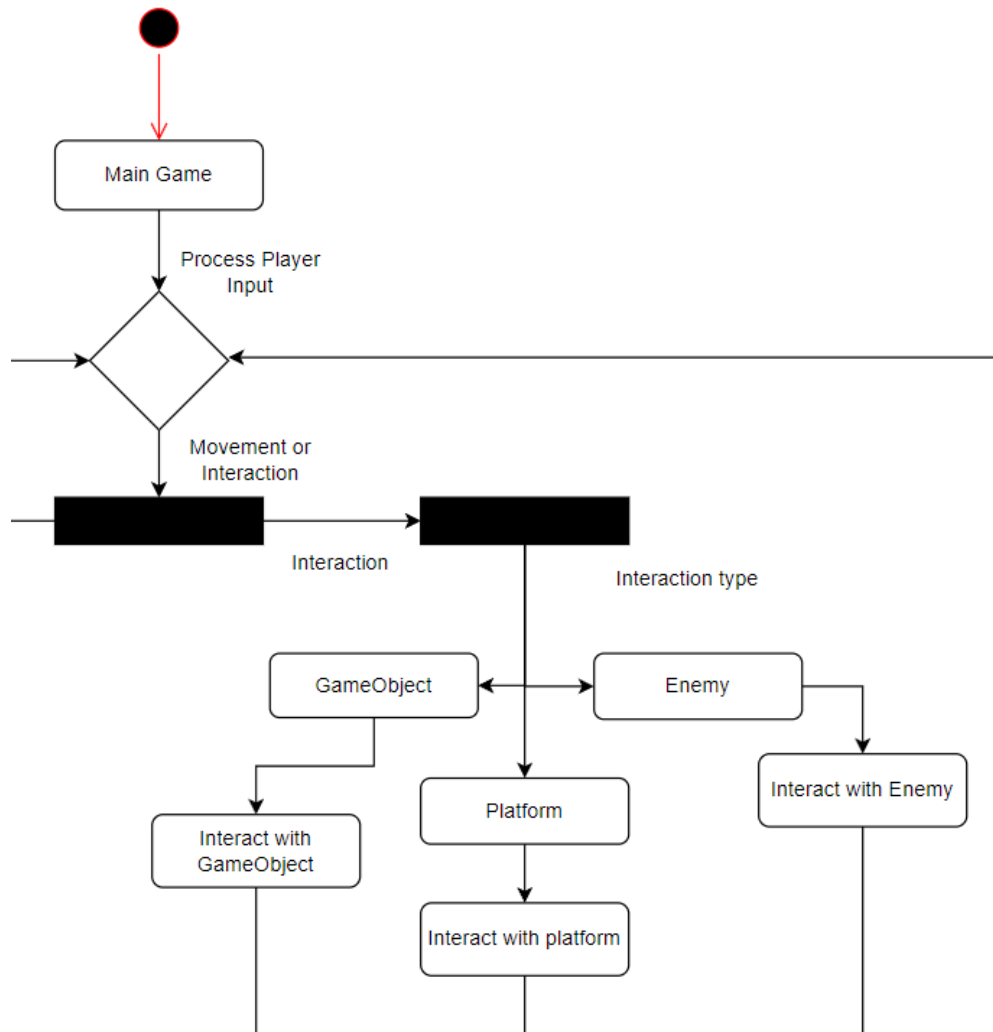 Main Game
Process Player
Input
Movement or
Interaction
Interaction
Interaction type
GameObject
Enemy
Interact with Enemy
Platform
Interact with
GameObject
Interact with platform